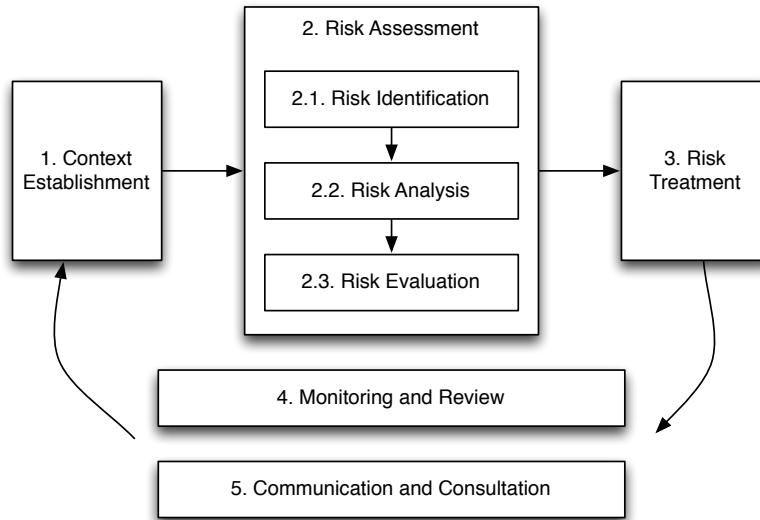 2. Risk Assessment
2.1. Risk Identification
1. Context
Establishment
2.2. Risk Analysis
3. Risk
Treatment
2.3. Risk Evaluation
4. Monitoring and Review
5. Communication and Consultation